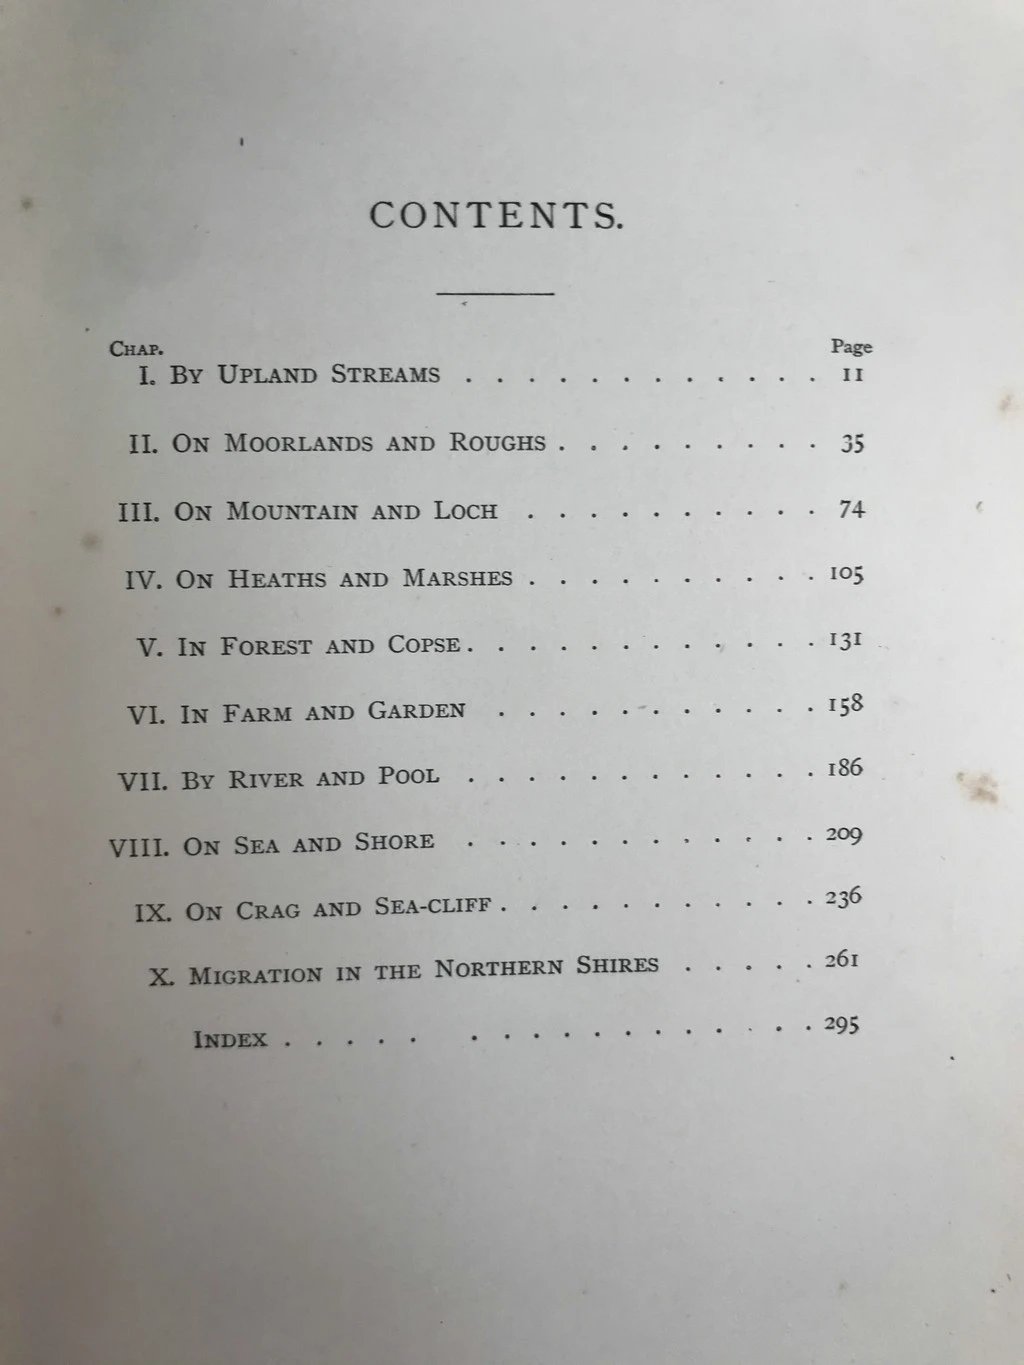 CONTENTS.
CHAP. Page
I. BY UPLAND STREAMS . . . . . . . . . . . . 11
II. ON MOORLANDS AND ROUGHS . . . . . . . . . 35
III. ON MOUNTAIN AND LOCH . . . . . . . . . . 74
IV. ON HEATHS AND MARSHES . . . . . . . . . . 105
V. IN FOREST AND COPSE . . . . . . . . . . . . 131
VI. IN FARM AND GARDEN . . . . . . . . . . . 158
VII. BY RIVER AND POOL . . . . . . . . . . . . 186
VIII. ON SEA AND SHORE . . . . . . . . . . . . 209
IX. ON CRAG AND SEA-CLIFF . . . . . . . . . . . 236
X. MIGRATION IN THE NORTHERN SHIRES . . . . . 261
INDEX . . . . . . . . . . . . . . . . . 295